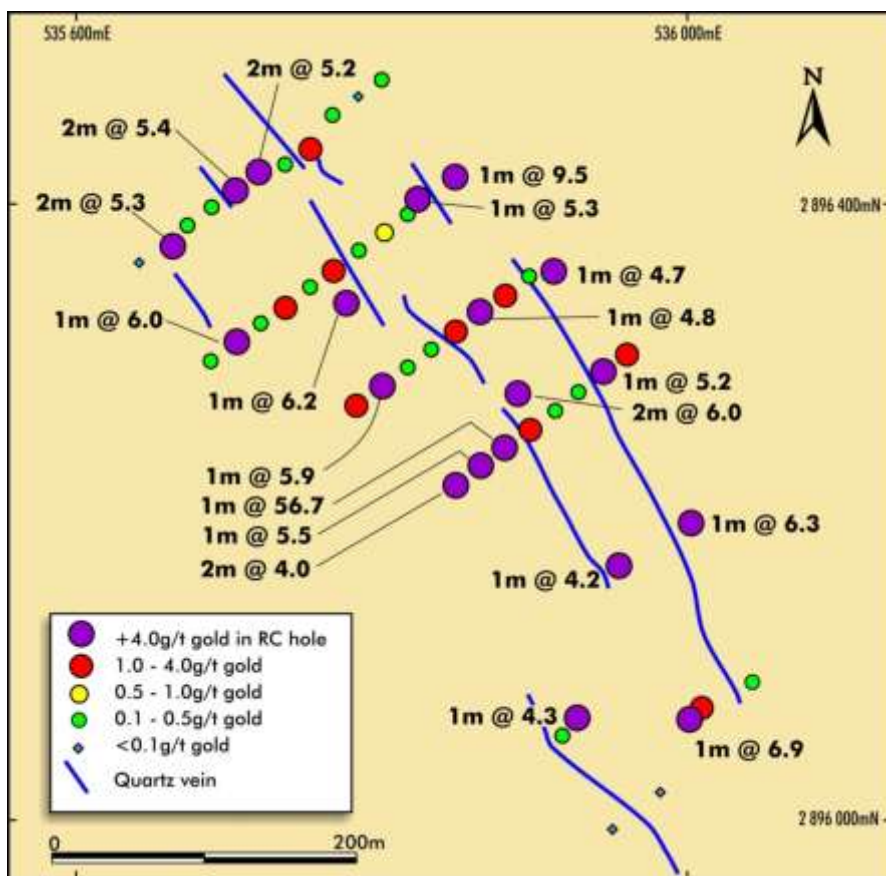 535 600mE
536 000mE
2m @ 5.2
N
2m @ 5.4
1m @ 9.5
2m @ 5.3
1m @ 5.3
2 896 400mN
1m @ 4.7
1m @ 6.0
1m @ 4.8
1m @ 6.2
1m @ 5.2
2m @ 6.0
1m @ 5.9
1m @ 56.7
1m @ 5.5
2m @ 4.0
1m @ 6.3
1m @ 4.2
+4.0g/t gold in RC hole
1.0 - 4.0g/t gold
0.5 - 1.0g/t gold
0.1 - 0.5g/t gold
<0.1g/t gold
Quartz vein
1m @ 4.3
1m @ 6.9
2 896 000mN
0
200m